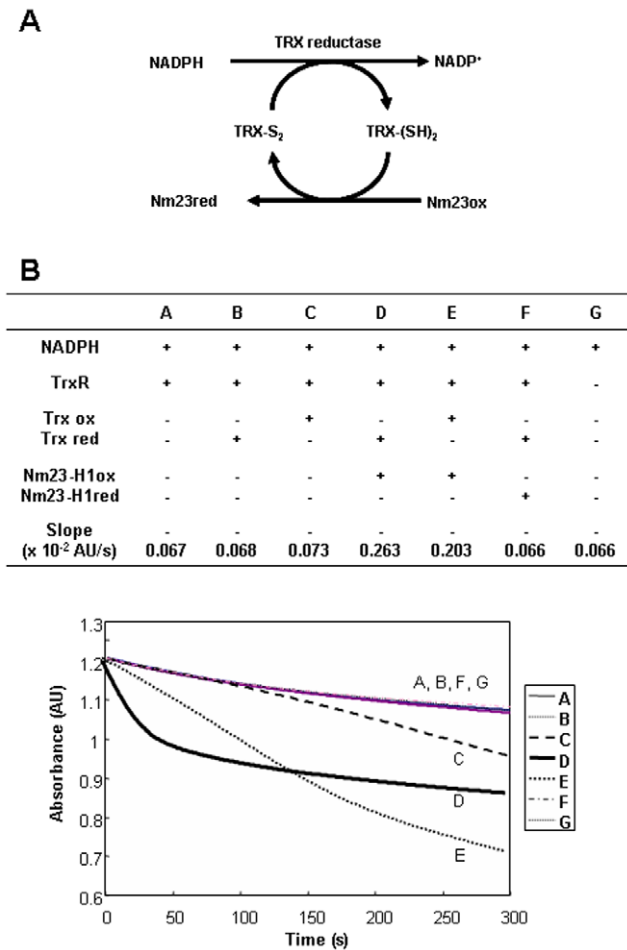 A
TRX reductase
NADPH NADP+
TRX-S2 TRX-(SH)2
Nm23red Nm23ox
B
A B C D E F G
NADPH + + + + + + +
TrxR + + + + + + -
Trx ox - - + - + - -
Trx red - + - + - + -
Nm23-H1ox - - - + + - -
Nm23-H1red - - - - - + -
Slope - - - - - - -
(x 10-2 AU/s) 0.067 0.068 0.073 0.263 0.203 0.066 0.066
1.3
1.2
1.1
1
0.9
0.8
0.7
0.6
Absorbance (AU)
A, B, F, G
C
D
E
0 50 100 150 200 250 300
Time (s)
A
B
C
D
E
F
G